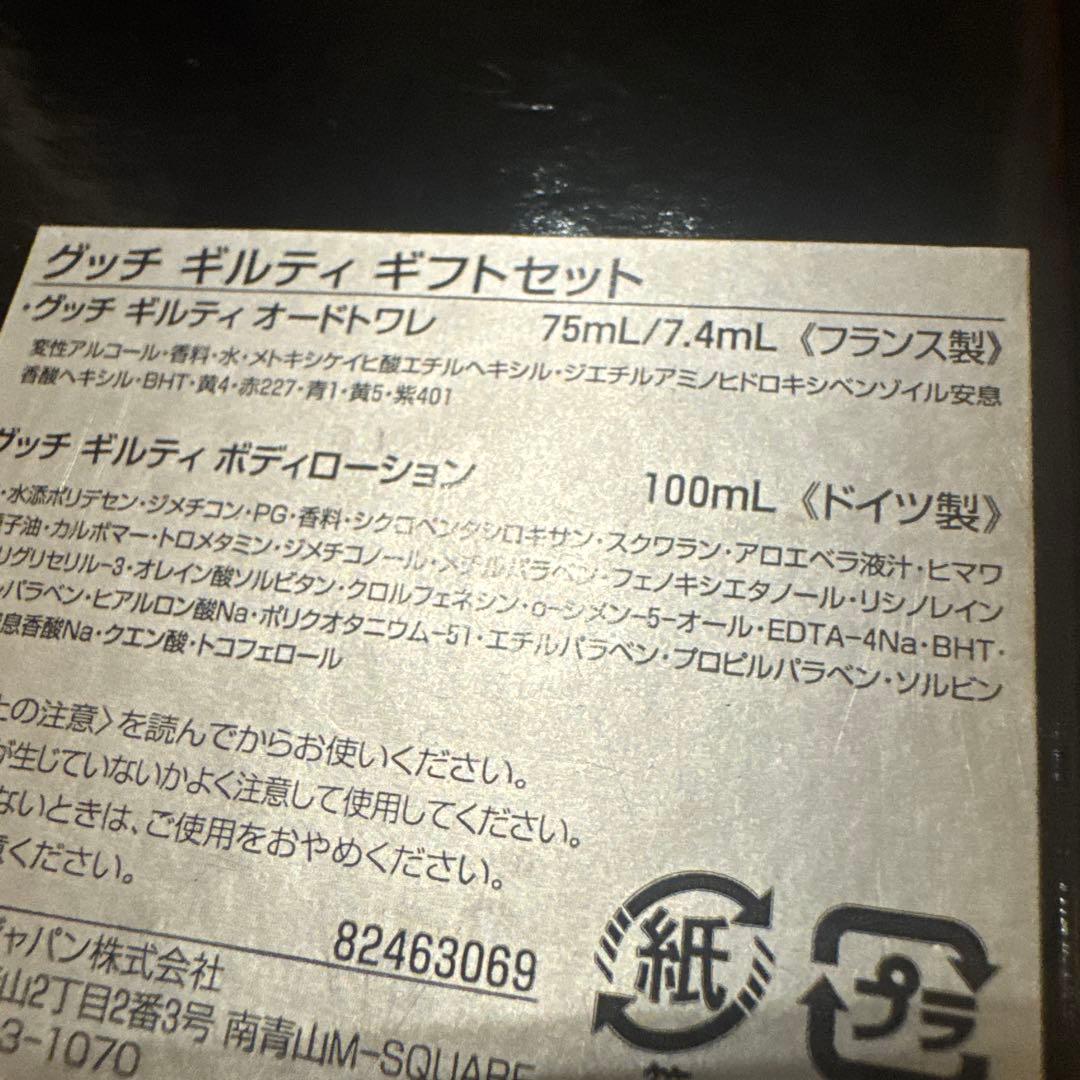 グッチ ギルティ ギフトセット
・グッチ ギルティ オードトワレ 75mL/7.4mL 《フランス製》
変性アルコール・香料・水・メトキシケイヒ酸エチルヘキシル・ジエチルアミノヒドロキシベンゾイル安息
香酸ヘキシル・BHT・黄4・赤227・青1・黄5・紫401
グッチ ギルティ ボディローション 100mL 《ドイツ製》
・水添ポリデセン・ジメチコン・PG・香料・シクロペンタシロキサン・スクワラン・アロエベラ液汁・ヒマワ
子油・カルボマー・トロメタミン・ジメチコノール・メチルパラベン・フェノキシエタノール・リシノレイン
リグリセリル-3・オレイン酸ソルビタン・クロルフェネシン・o-シメン-5-オール・EDTA-4Na・BHT・
パラベン・ヒアルロン酸Na・ポリクオタニウム-51・エチルパラベン・プロピルパラベン・ソルビン
息香酸Na・クエン酸・トコフェロール
上の注意〉を読んでからお使いください。
が生じていないかよく注意して使用してください。
ないときは、ご使用をおやめください。
意ください。
ャパン株式会社 82463069
山2丁目2番3号 南青山M-SQUARE
3-1070
紙
プラ